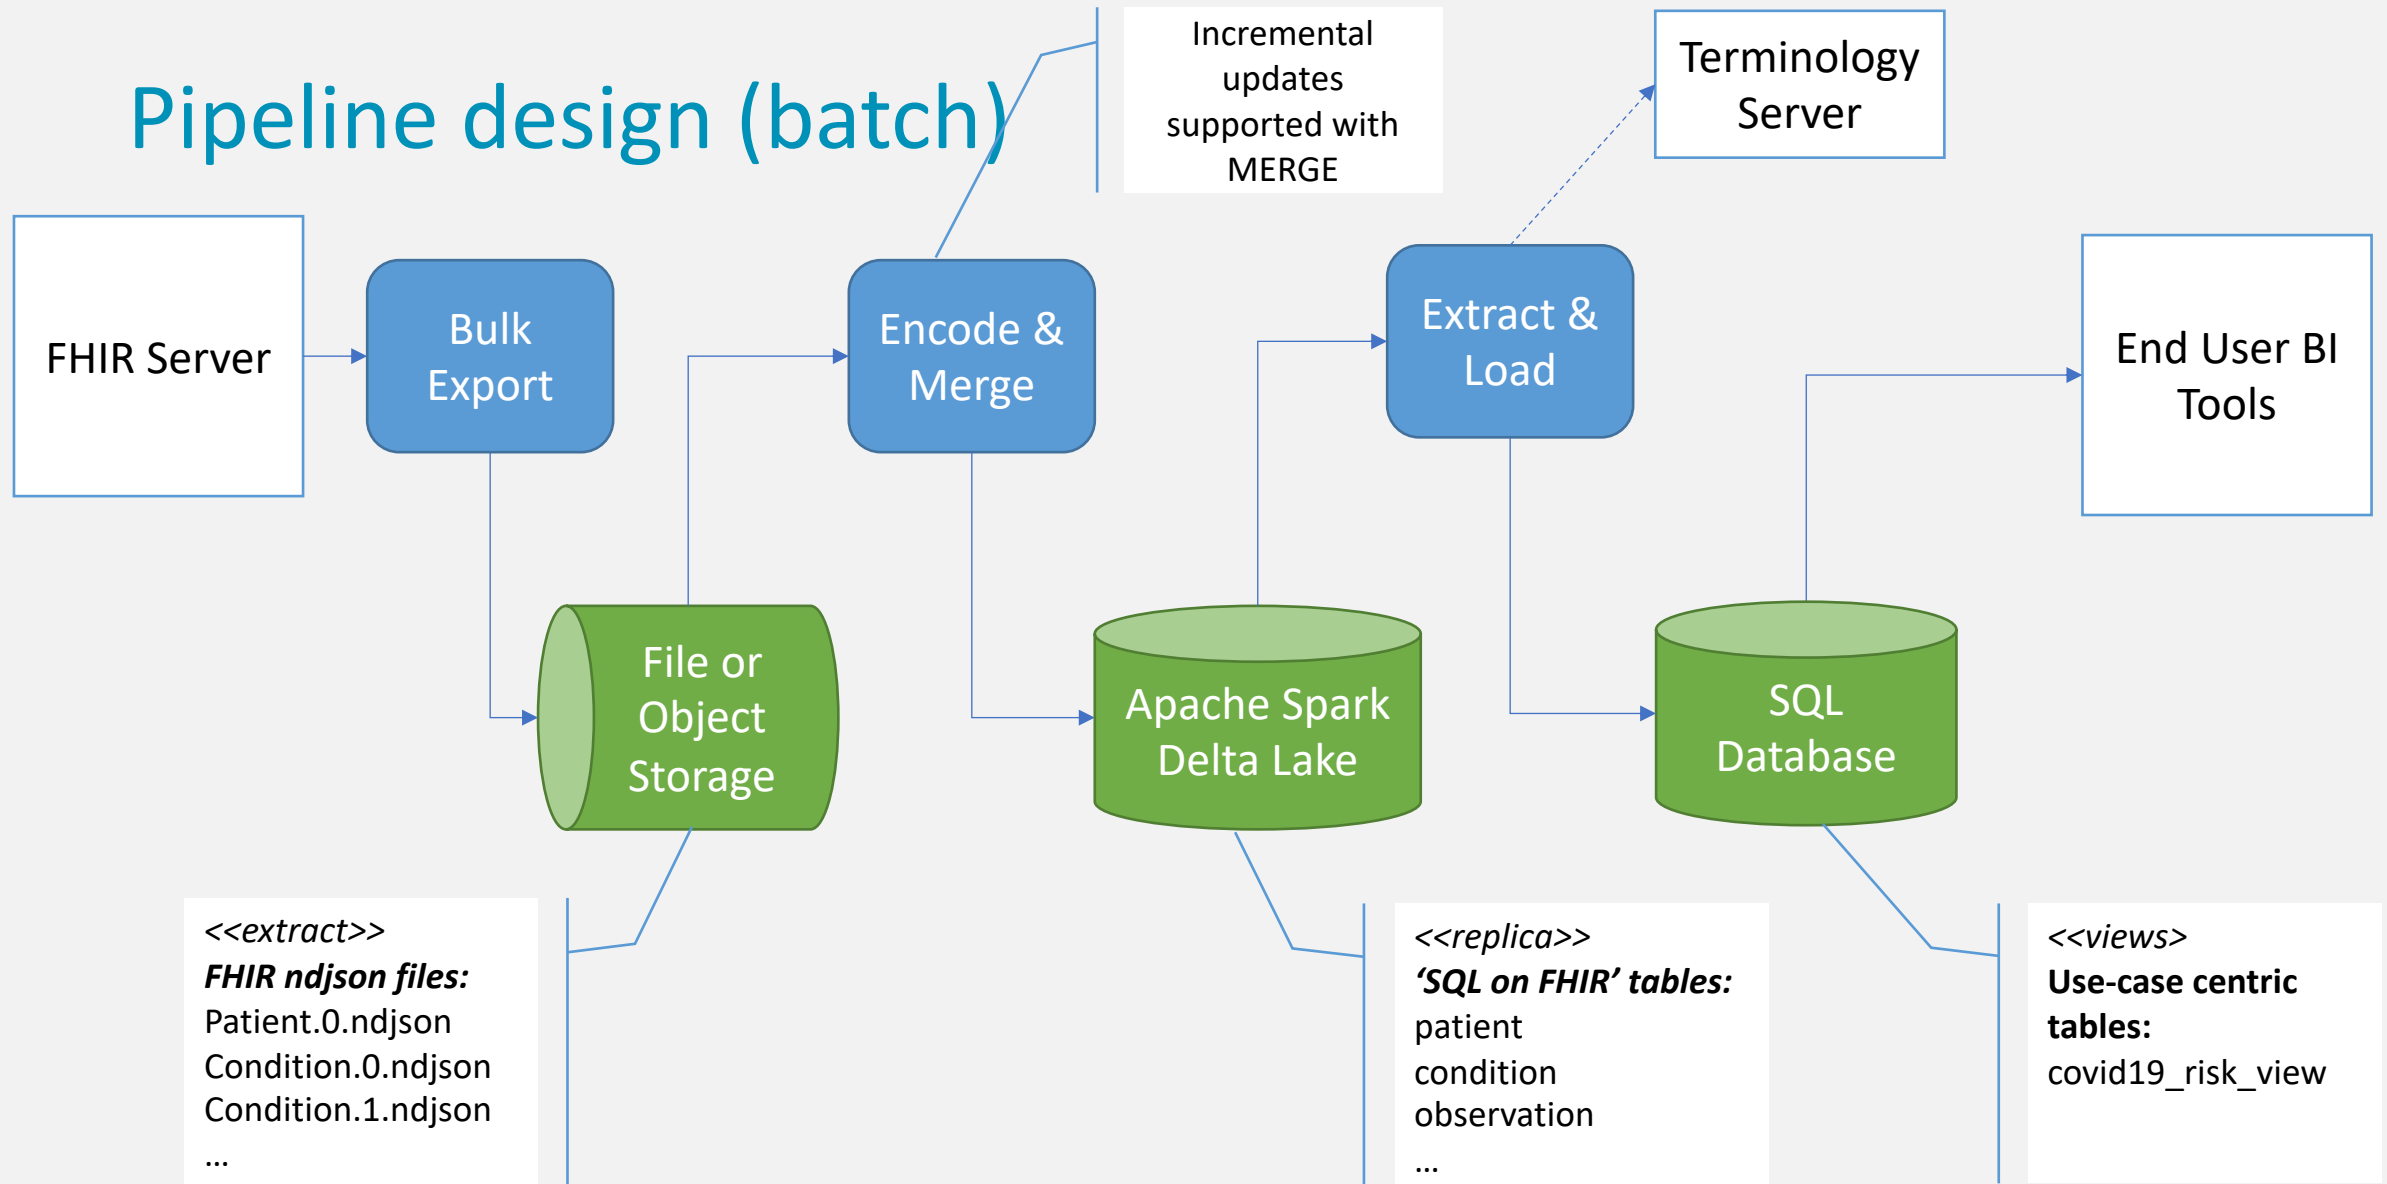 Pipeline design (batch)
Incremental
updates
supported with
MERGE
Terminology
Server
FHIR Server
Bulk
Export
Encode &
Merge
Extract &
Load
End User BI
Tools
File or
Object
Storage
Apache Spark
Delta Lake
SQL
Database
<<extract>>
FHIR ndjson files:
Patient.0.ndjson
Condition.0.ndjson
Condition.1.ndjson
…
<<replica>>
‘SQL on FHIR’ tables:
patient
condition
observation
…
<<views>
Use-case centric
tables:
covid19_risk_view